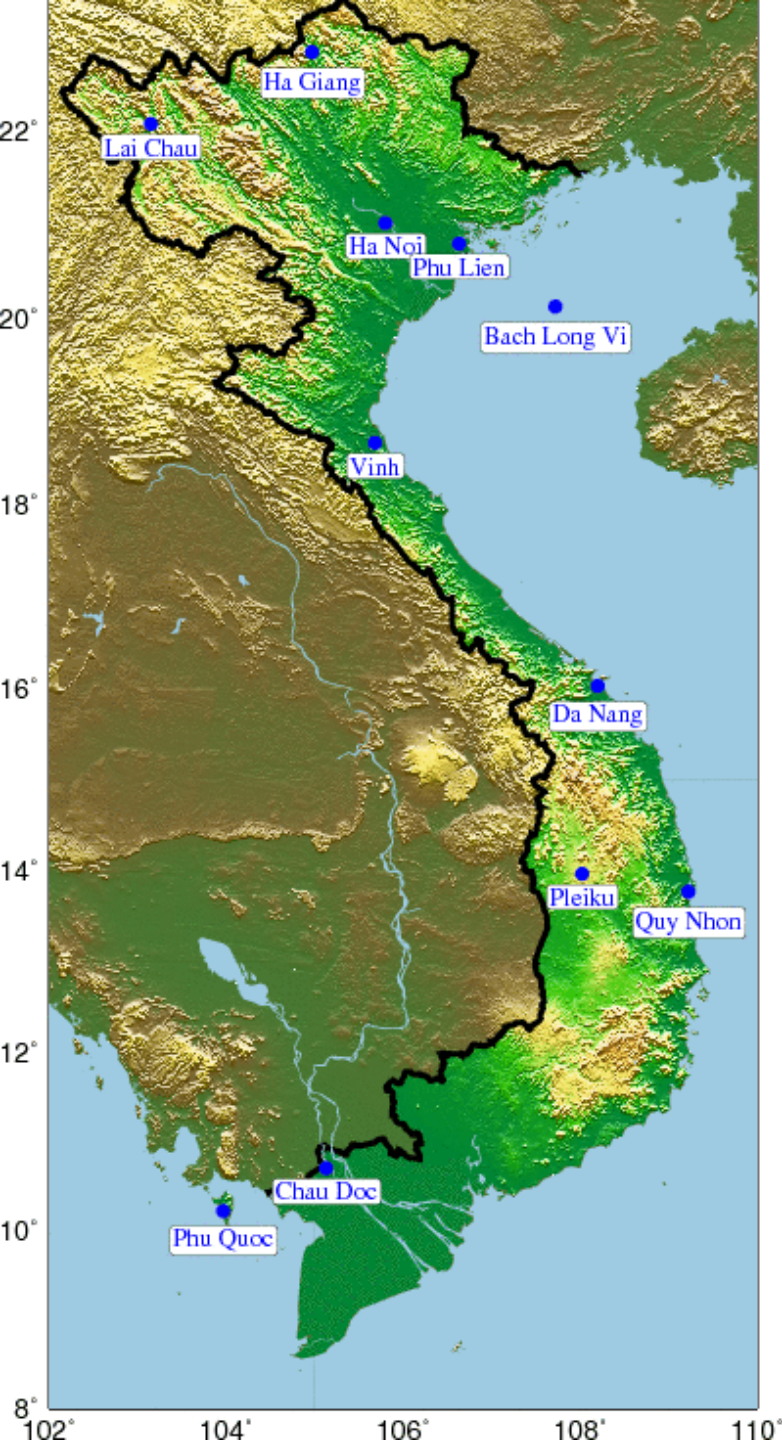 Ha Giang
22°
Lai Chau
Ha Noi
Phu Lien
20°
Bach Long Vi
Vinh
18°
16°
Da Nang
14°
Pleiku
Quy Nhon
12°
Chau Doc
10°
Phu Quoc
8°
102° 104° 106° 108° 110°